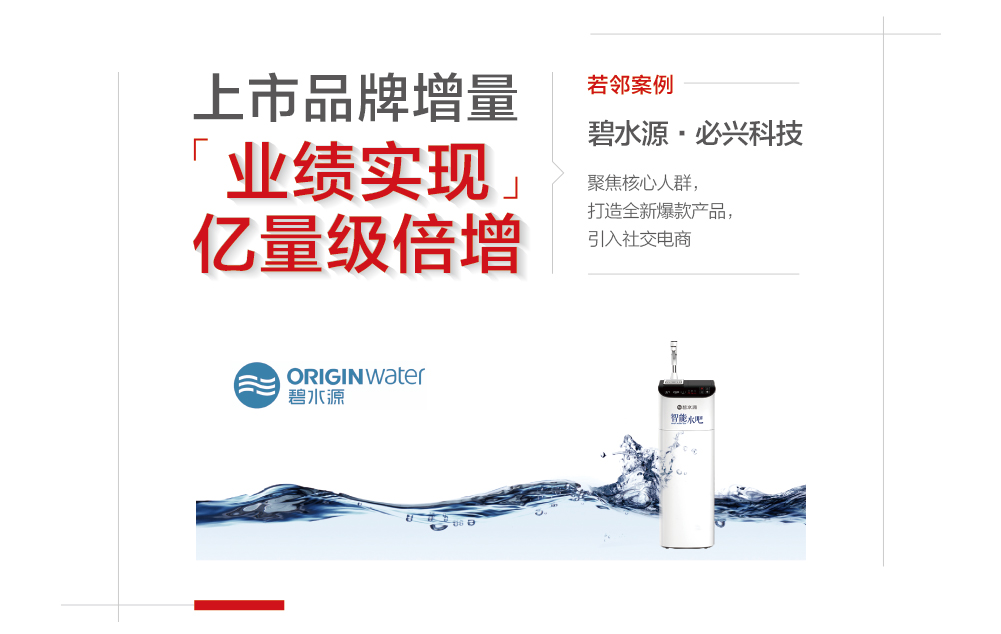 上市品牌增量
「业绩实现」
亿量级倍增
若邻案例
碧水源·必兴科技
聚焦核心人群，
打造全新爆款产品，
引入社交电商
ORIGINwater
碧水源
碧水源
智能水吧